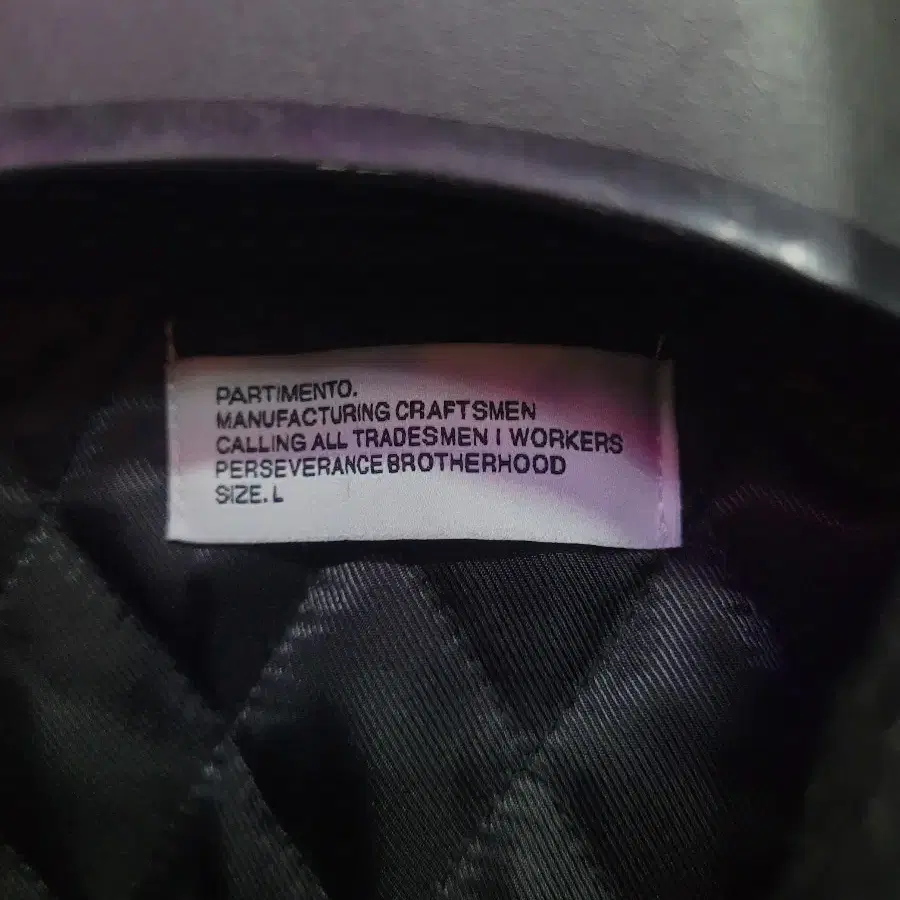 PARTIMENTO.
MANUFACTURING CRAFTSMEN
CALLING ALL TRADESMEN I WORKERS
PERSEVERANCE BROTHERHOOD
SIZE. L